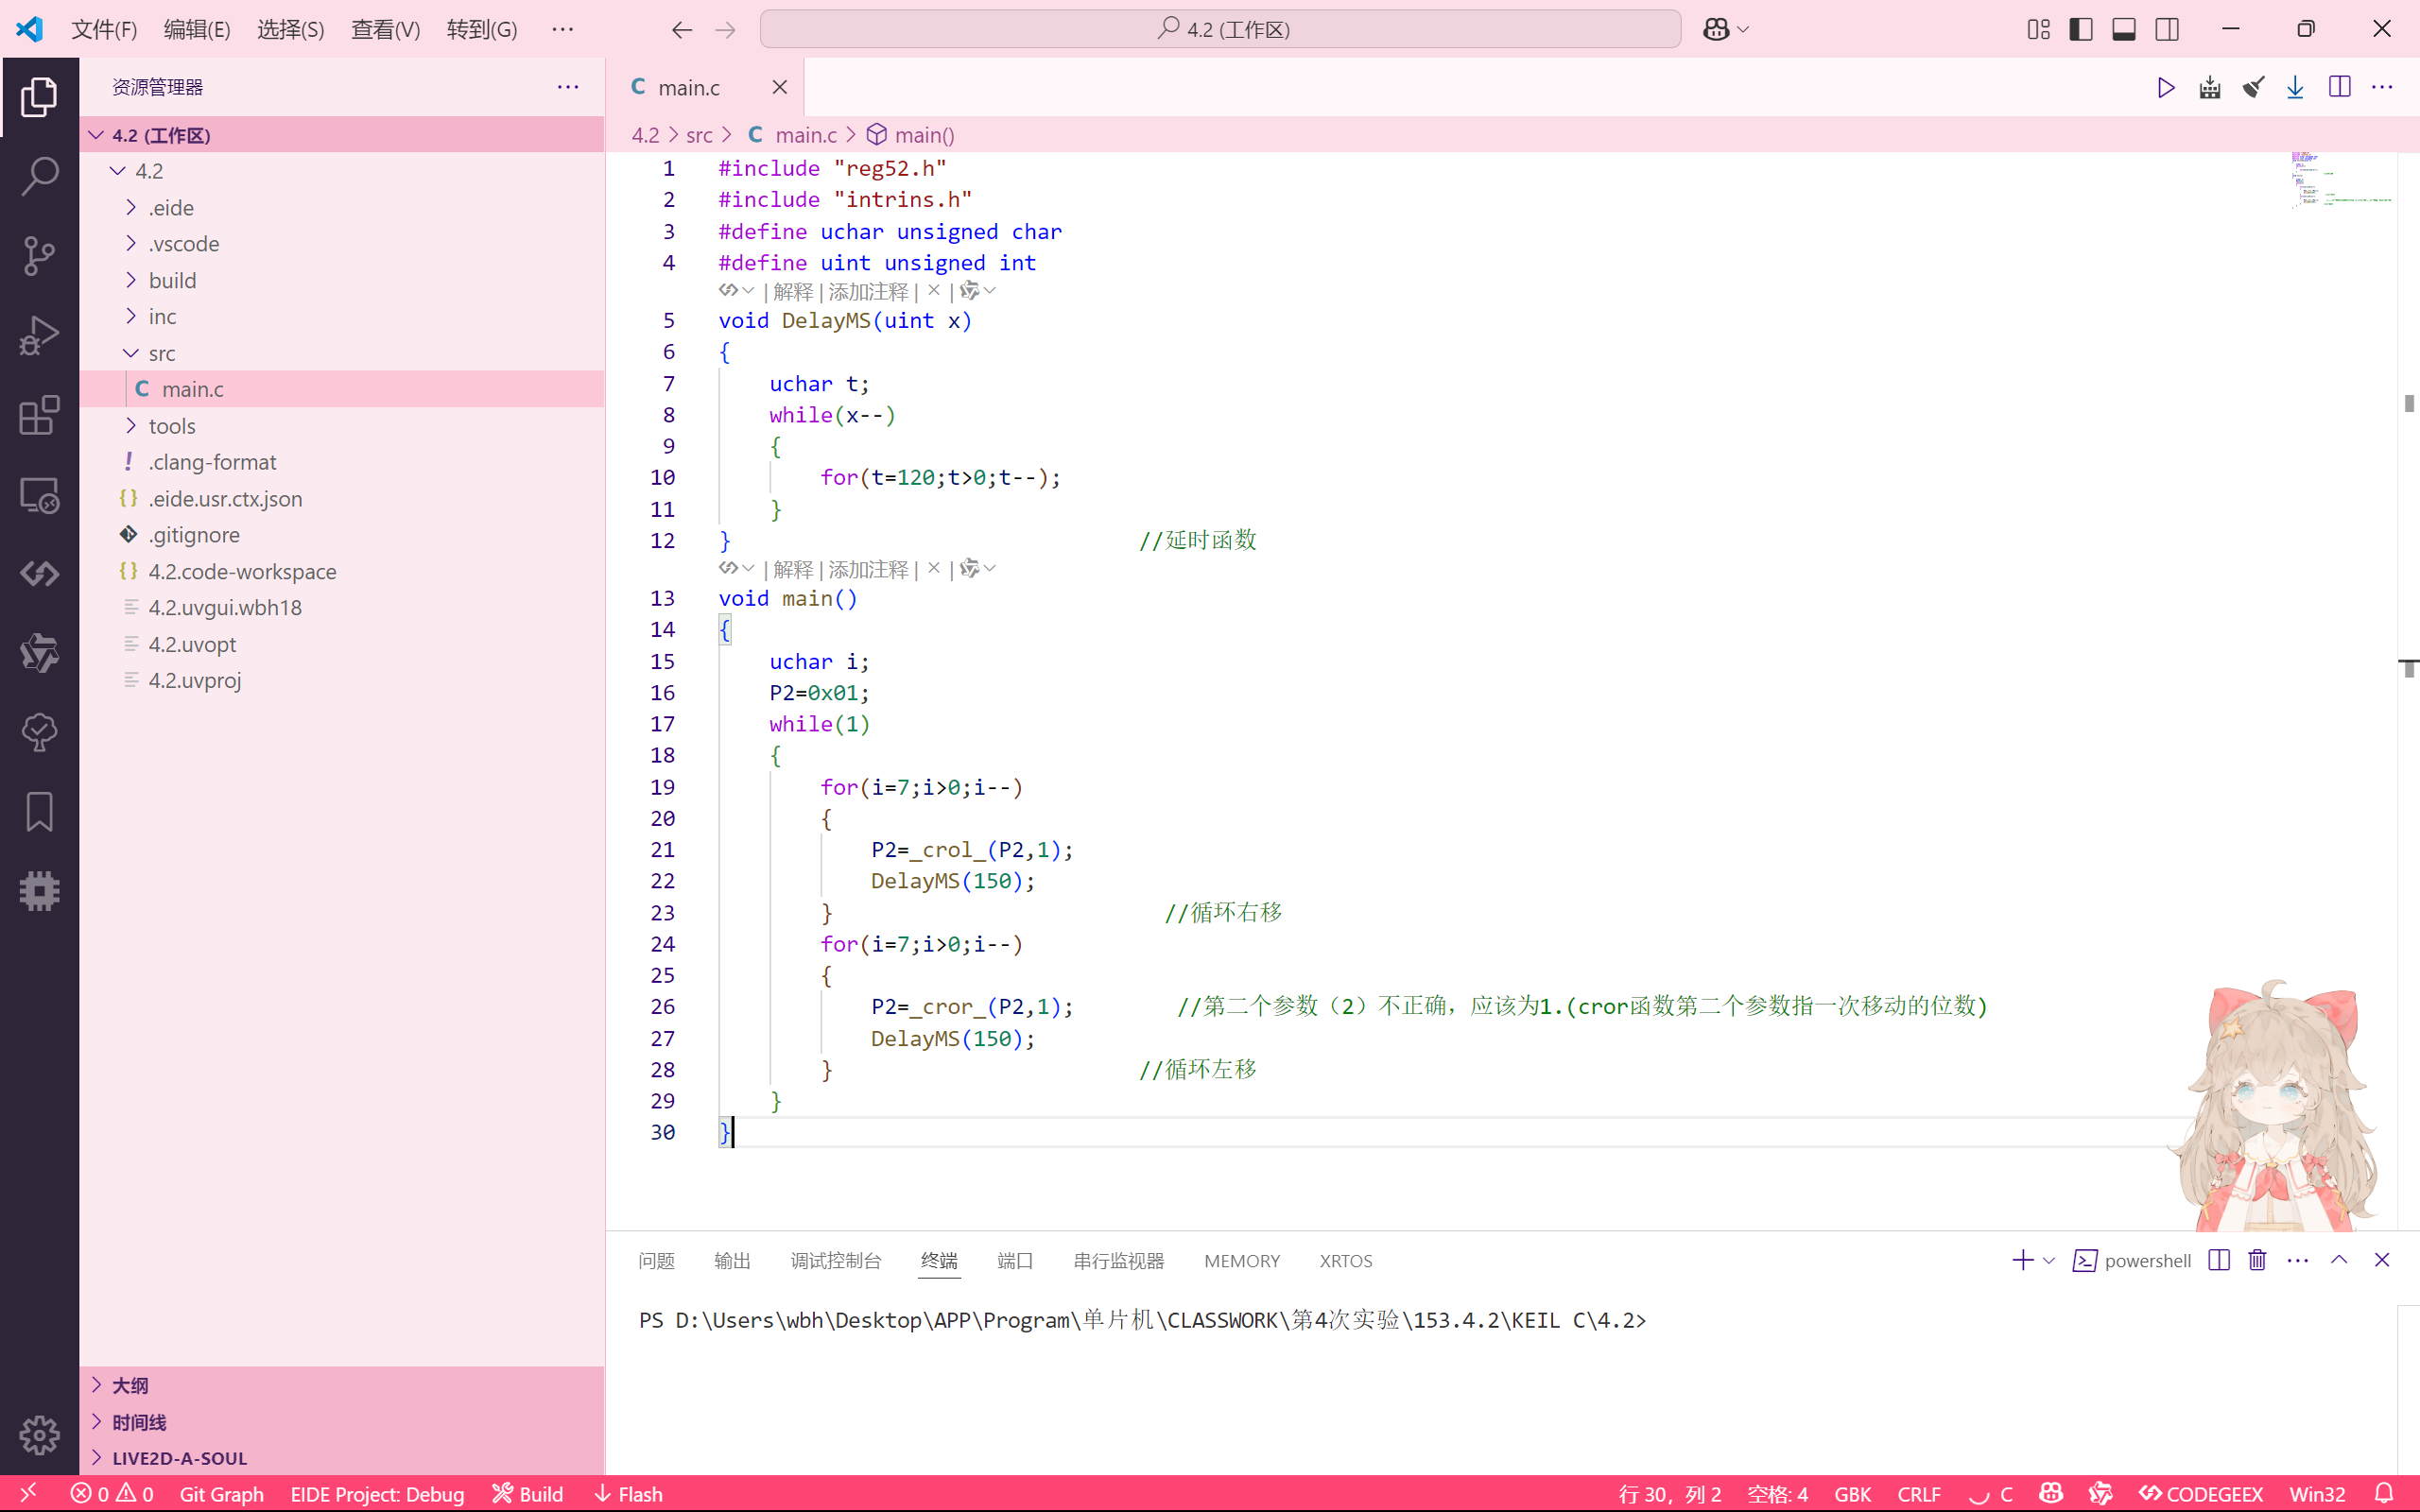 文件(F) 编辑(E) 选择(S) 查看(V) 转到(G) ··· 4.2 (工作区)
资源管理器
4.2 (工作区)
4.2
.eide
.vscode
build
inc
src
C main.c
tools
! .clang-format
{} .eide.usr.ctx.json
.gitignore
{} 4.2.code-workspace
4.2.uvgui.wbh18
4.2.uvopt
4.2.uvproj
大纲
时间线
LIVE2D-A-SOUL
C main.c
4.2 > src > C main.c > main()
1 #include "reg52.h"
2 #include "intrins.h"
3 #define uchar unsigned char
4 #define uint unsigned int
| 解释 | 添加注释 | × |
5 void DelayMS(uint x)
6 {
7 uchar t;
8 while(x--)
9 {
10 for(t=120;t>0;t--);
11 }
12 } //延时函数
| 解释 | 添加注释 | × |
13 void main()
14 {
15 uchar i;
16 P2=0x01;
17 while(1)
18 {
19 for(i=7;i>0;i--)
20 {
21 P2=_crol_(P2,1);
22 DelayMS(150);
23 } //循环右移
24 for(i=7;i>0;i--)
25 {
26 P2=_cror_(P2,1); //第二个参数（2）不正确，应该为1.(cror函数第二个参数指一次移动的位数)
27 DelayMS(150);
28 } //循环左移
29 }
30 }
问题 输出 调试控制台 终端 端口 串行监视器 MEMORY XRTOS powershell
PS D:\Users\wbh\Desktop\APP\Program\单片机\CLASSWORK\第4次实验\153.4.2\KEIL C\4.2>
0 0 Git Graph EIDE Project: Debug Build Flash 行 30，列 2 空格: 4 GBK CRLF C CODEGEEX Win32